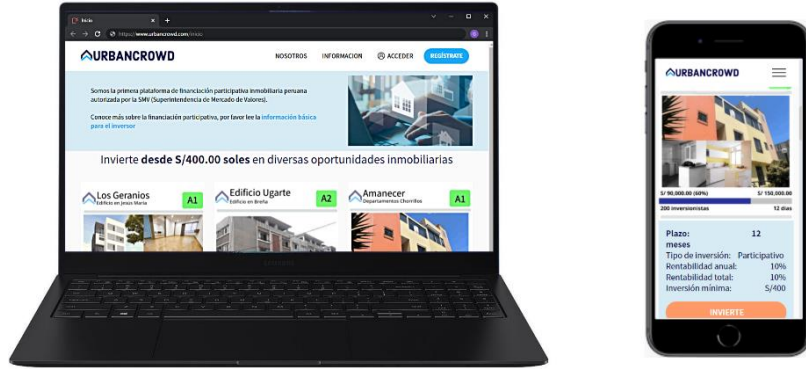 Inicio
https://www.urbancrowd.com/inicio
URBANCROWD
NOSOTROS INFORMACION ACCEDER REGÍSTRATE
Somos la primera plataforma de financiación participativa inmobiliaria peruana
autorizada por la SMV (Superintendencia de Mercado de Valores).
Conoce más sobre la financiación participativa, por favor lee la información básica
para el inversor
Invierte desde S/400.00 soles en diversas oportunidades inmobiliarias
Los Geranios A1
Edificio en Jesus Maria
Edificio Ugarte A2
Edificio en Breña
Amanecer A1
Departamentos Chorrillos
URBANCROWD
S/ 90,000.00 (60%) S/ 150,000.00
200 inversionistas 12 días
Plazo: 12
meses
Tipo de inversión: Participativo
Rentabilidad anual: 10%
Rentabilidad total: 10%
Inversión mínima: S/400
INVIERTE